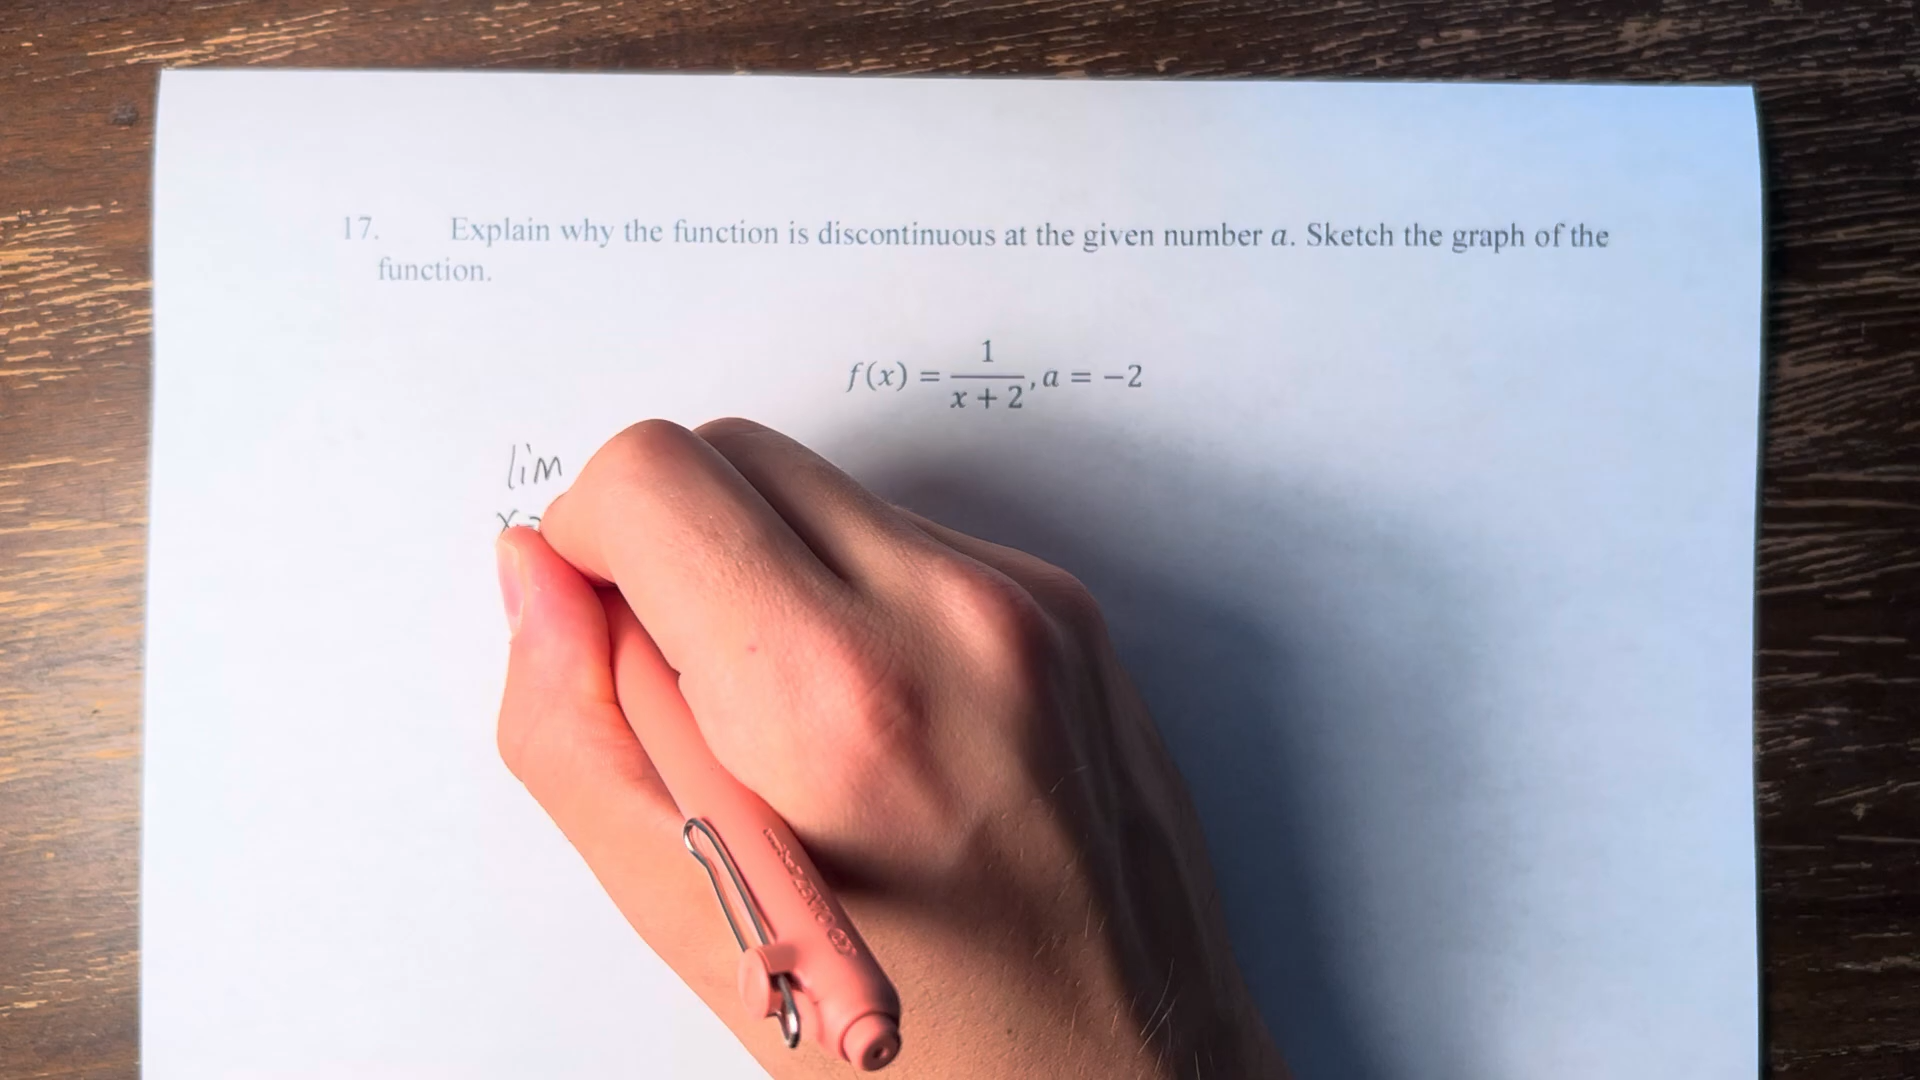 17. Explain why the function is discontinuous at the given number a. Sketch the graph of the
function.
f(x) = 1/(x + 2), a = −2
lim
x→